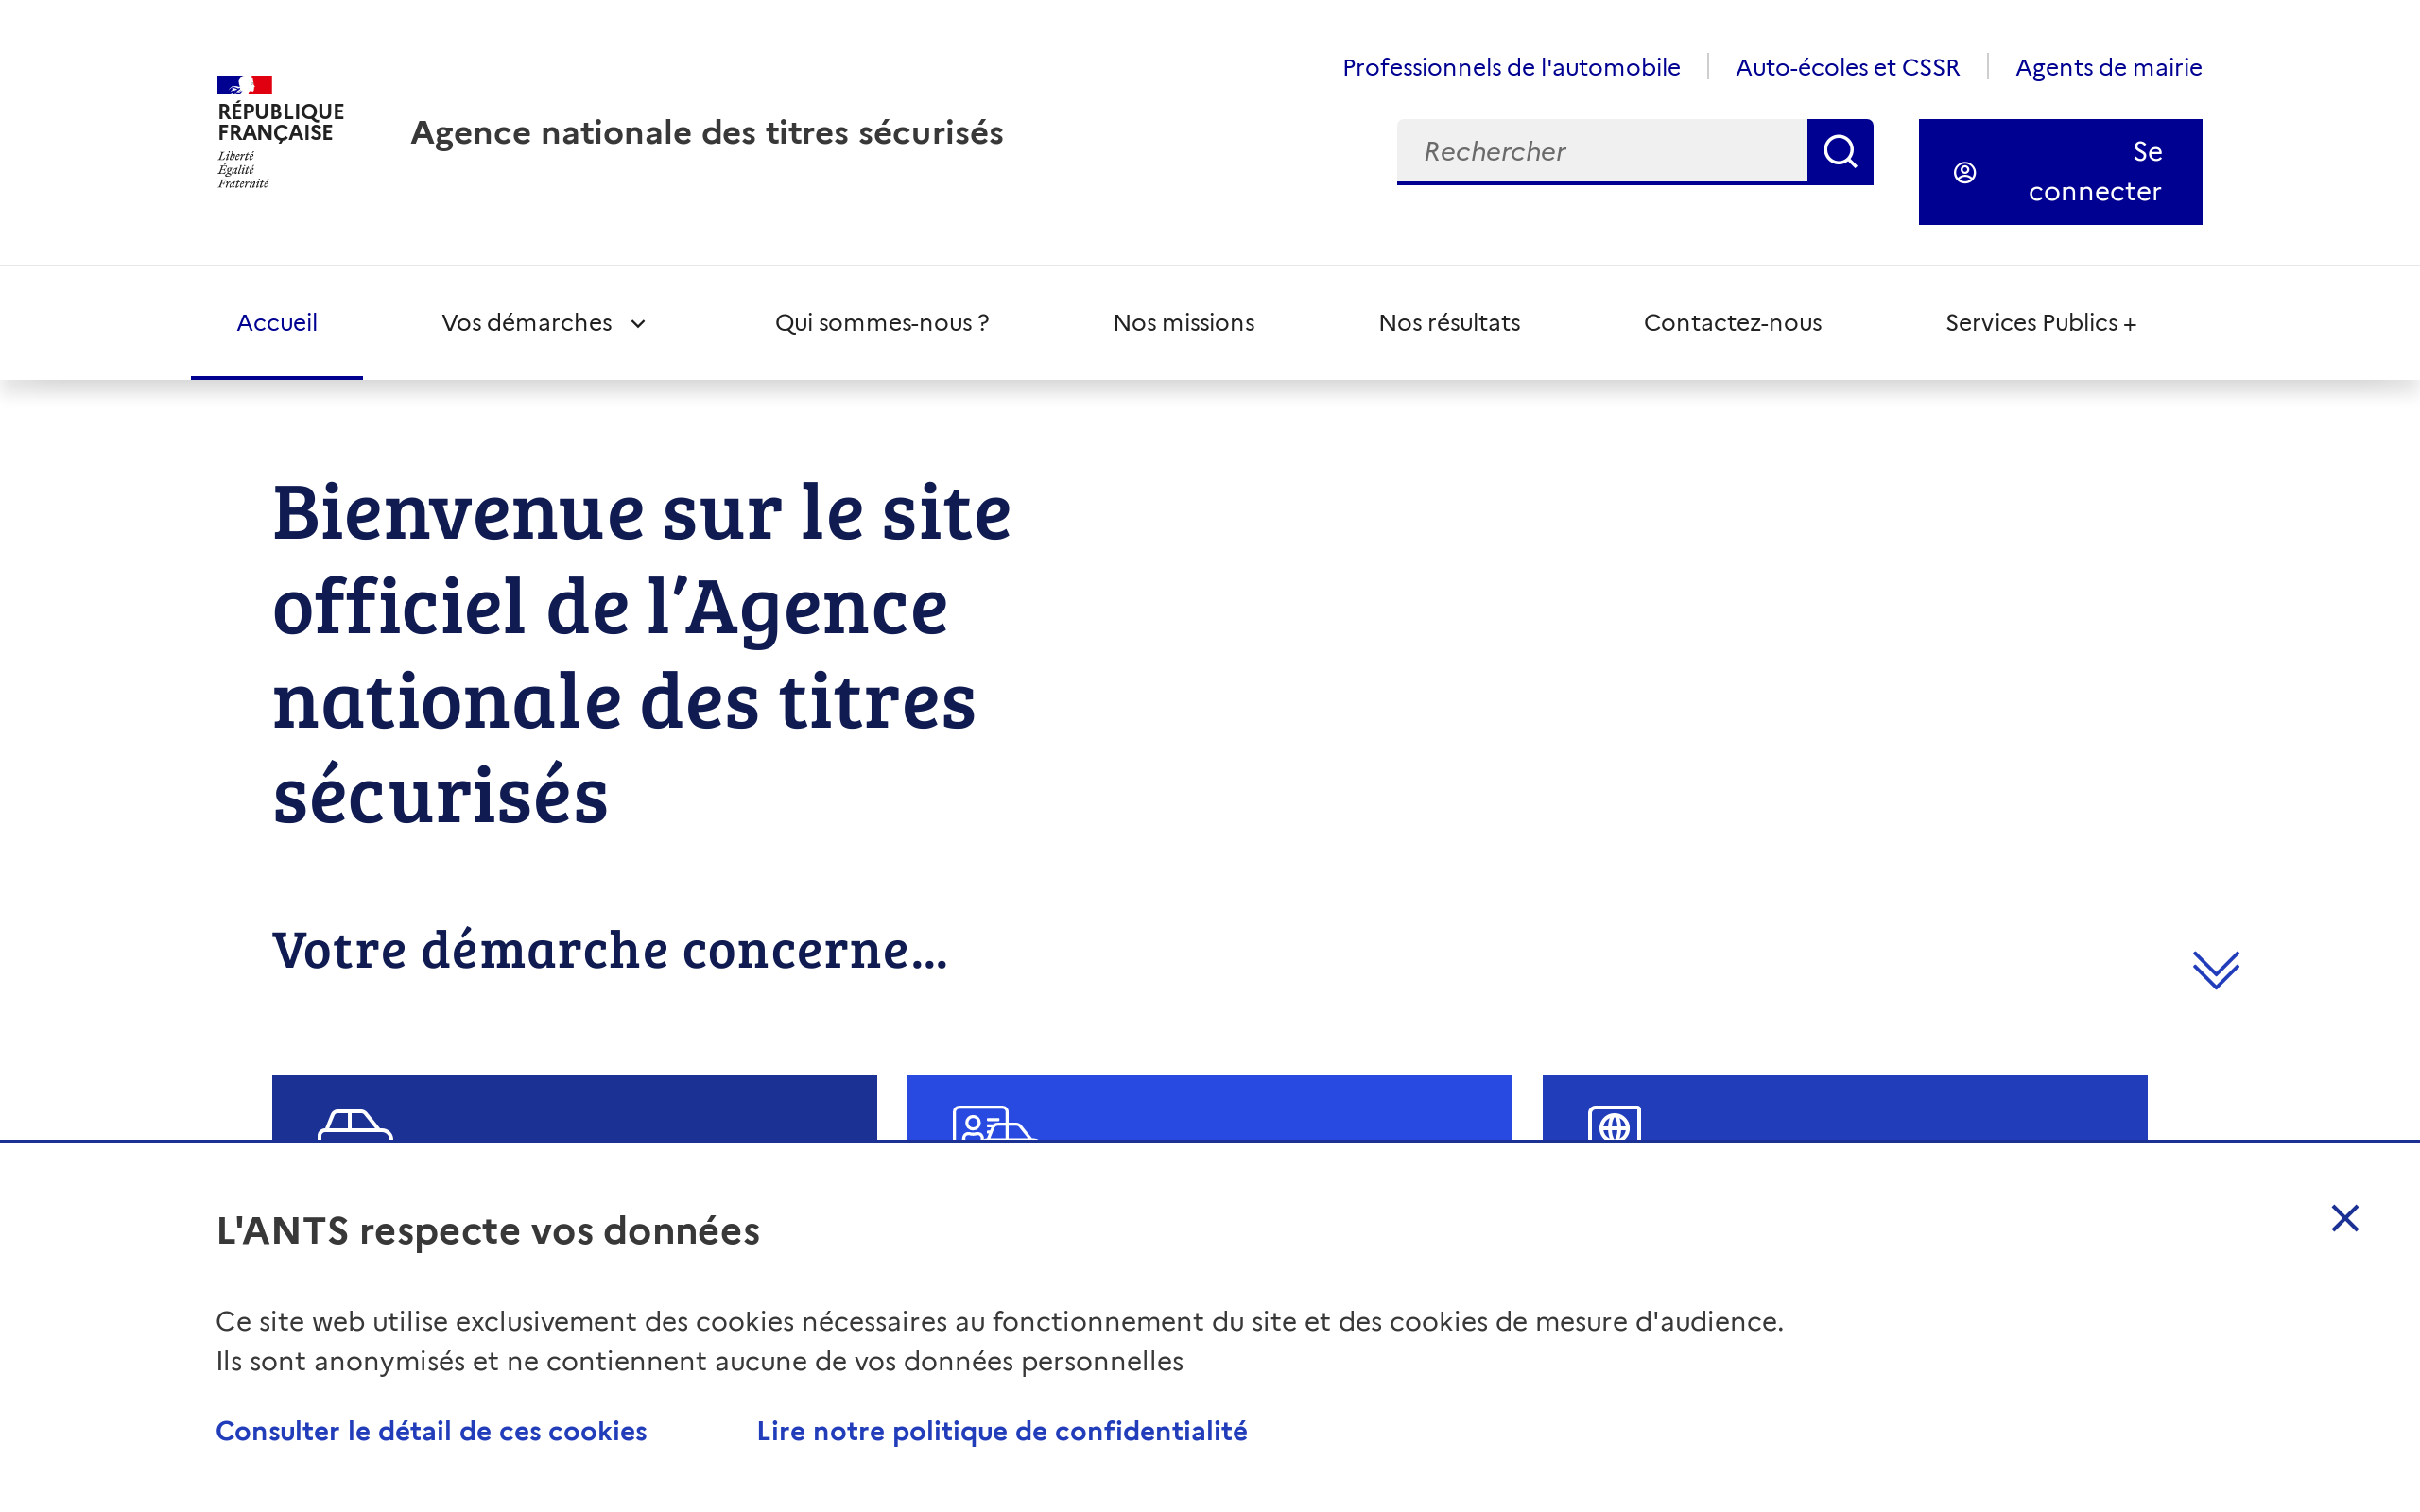 Professionnels de l'automobile
Auto-écoles et CSSR
Agents de mairie
RÉPUBLIQUE
FRANÇAISE
Liberté
Égalité
Fraternité
Agence nationale des titres sécurisés
Rechercher
Se
connecter
Accueil
Vos démarches
Qui sommes-nous ?
Nos missions
Nos résultats
Contactez-nous
Services Publics +
Bienvenue sur le site
officiel de l’Agence
nationale des titres
sécurisés
Votre démarche concerne...
L'ANTS respecte vos données
Ce site web utilise exclusivement des cookies nécessaires au fonctionnement du site et des cookies de mesure d'audience.
Ils sont anonymisés et ne contiennent aucune de vos données personnelles
Consulter le détail de ces cookies
Lire notre politique de confidentialité